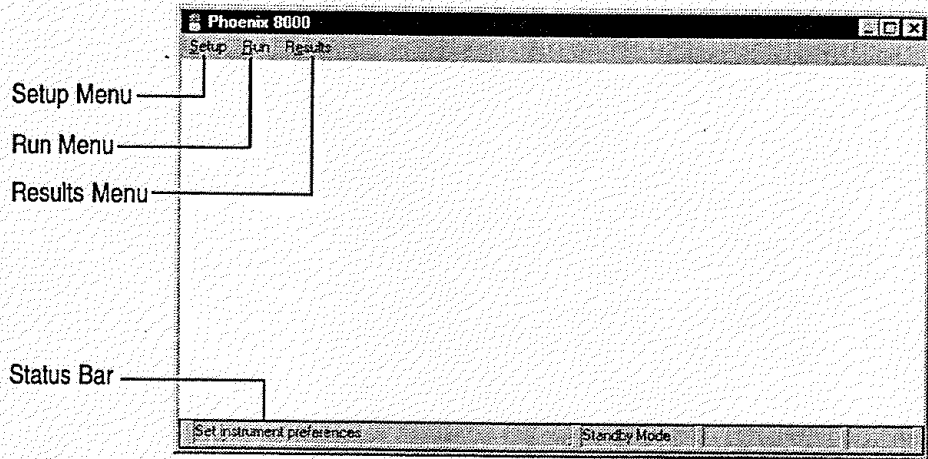 Phoenix 8000
Setup Run Results
Setup Menu
Run Menu
Results Menu
Status Bar
Set instrument preferences Standby Mode